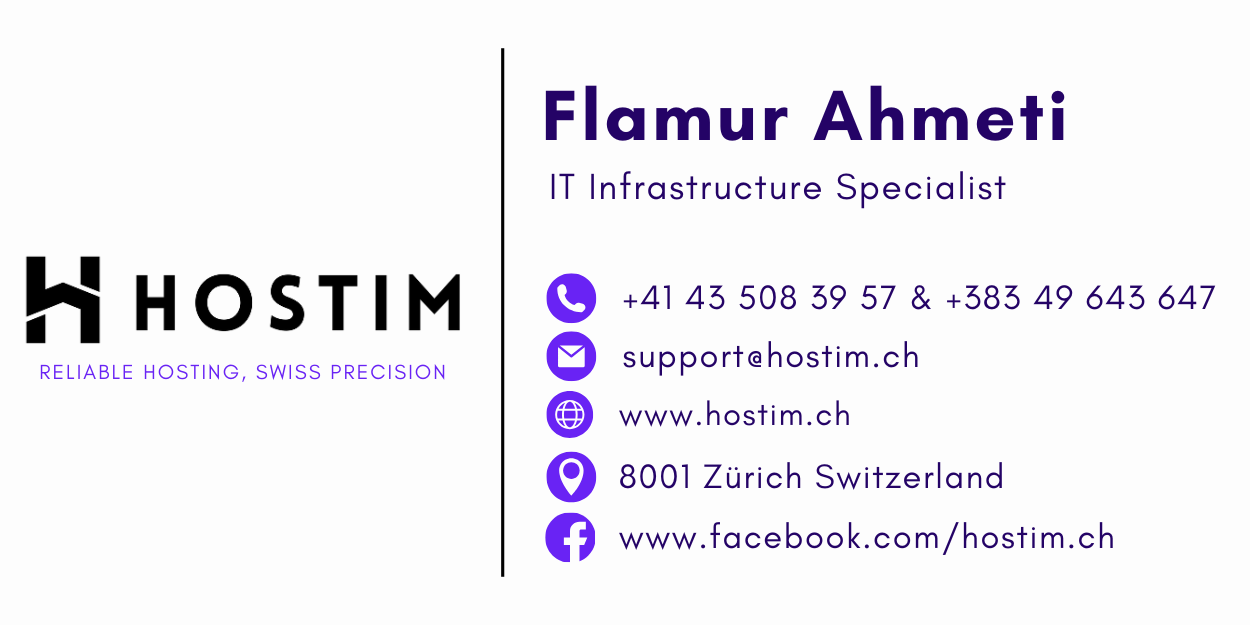 HOSTIM
RELIABLE HOSTING, SWISS PRECISION
Flamur Ahmeti
IT Infrastructure Specialist
+41 43 508 39 57 & +383 49 643 647
support@hostim.ch
www.hostim.ch
8001 Zürich Switzerland
www.facebook.com/hostim.ch